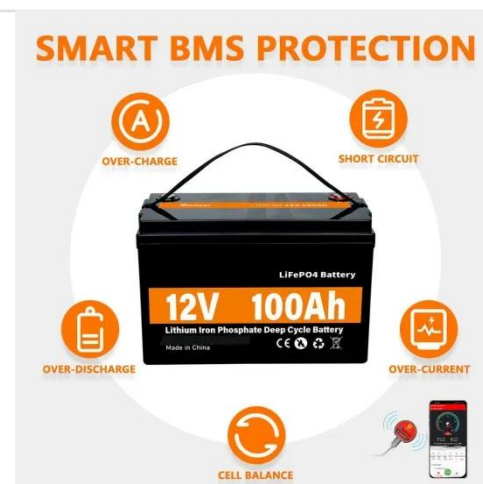 SMART BMS PROTECTION
OVER-CHARGE
SHORT CIRCUIT
LiFePO4 Battery
12V 100Ah
Lithium Iron Phosphate Deep Cycle Battery
Made in China
OVER-DISCHARGE
OVER-CURRENT
CELL BALANCE